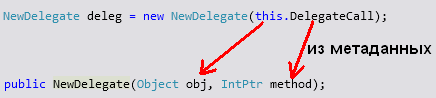 NewDelegate deleg = new NewDelegate(this.DelegateCall);
из метаданных
public NewDelegate(Object obj, IntPtr method);